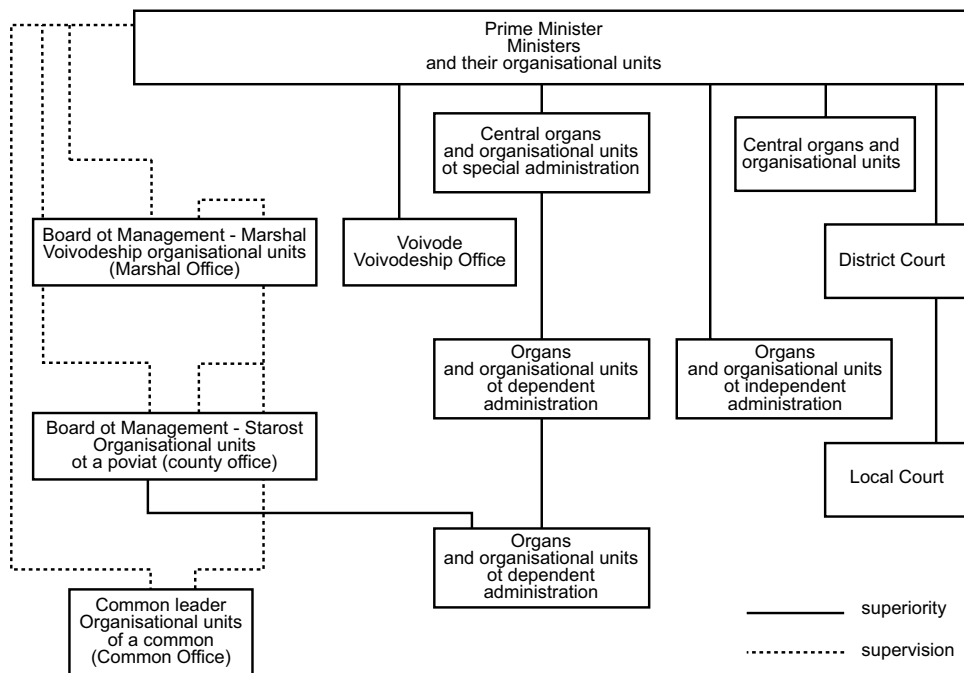 Prime Minister
Ministers
and their organisational units
Central organs
and organisational units
ot special administration
Central organs and
organisational units
Board ot Management - Marshal
Voivodeship organisational units
(Marshal Office)
Voivode
Voivodeship Office
District Court
Organs
and organisational units
ot dependent
administration
Organs
and organisational units
ot independent
administration
Board ot Management - Starost
Organisational units
ot a poviat (county office)
Local Court
Organs
and organisational units
ot dependent
administration
Common leader
Organisational units
of a common
(Common Office)
superiority
supervision